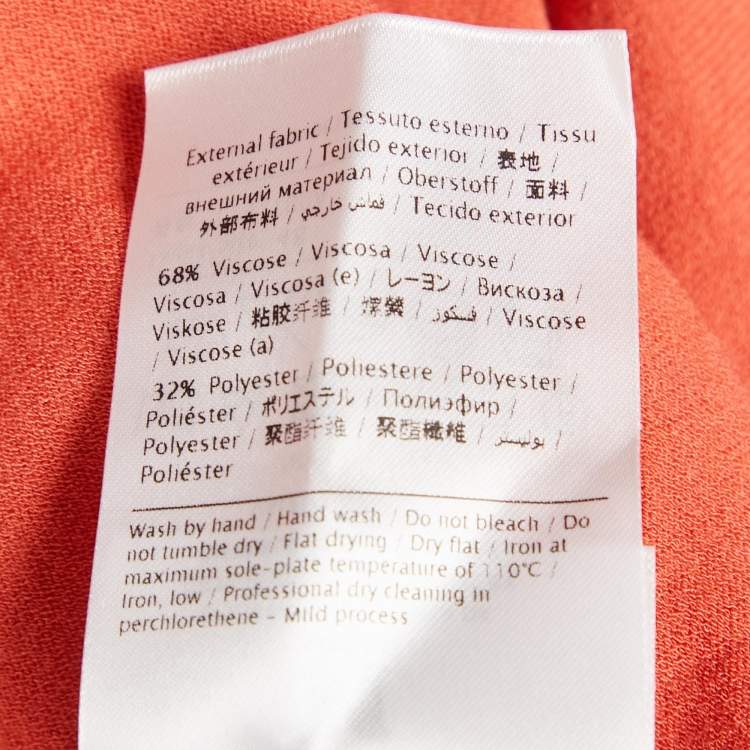 External fabric / Tessuto esterno / Tissu
extérieur / Tejido exterior / 表地 /
внешний материал / Oberstoff / 面料 /
外部布料 / قماش خارجي / Tecido exterior
68% Viscose / Viscosa / Viscose /
Viscosa / Viscosa (e) / レーヨン / Вискоза /
Viskose / 粘胶纤维 / 嫘縈 / فسكوز / Viscose
/ Viscose (a)
32% Polyester / Poliestere / Polyester /
Poliéster / ポリエステル / Полиэфир /
Polyester / 聚酯纤维 / 聚酯纖維 / بوليستر /
Poliéster
Wash by hand / Hand wash / Do not bleach / Do
not tumble dry / Flat drying / Dry flat / Iron at
maximum sole-plate temperature of 110°C /
Iron, low / Professional dry cleaning in
perchlorethene - Mild process